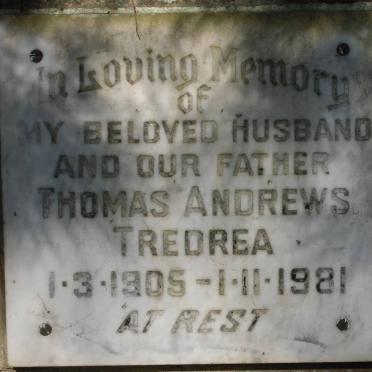 In Loving Memory
OF
MY BELOVED HUSBAND
AND OUR FATHER
THOMAS ANDREWS
TREDREA
1·3·1905 – 1·11·1981
AT REST